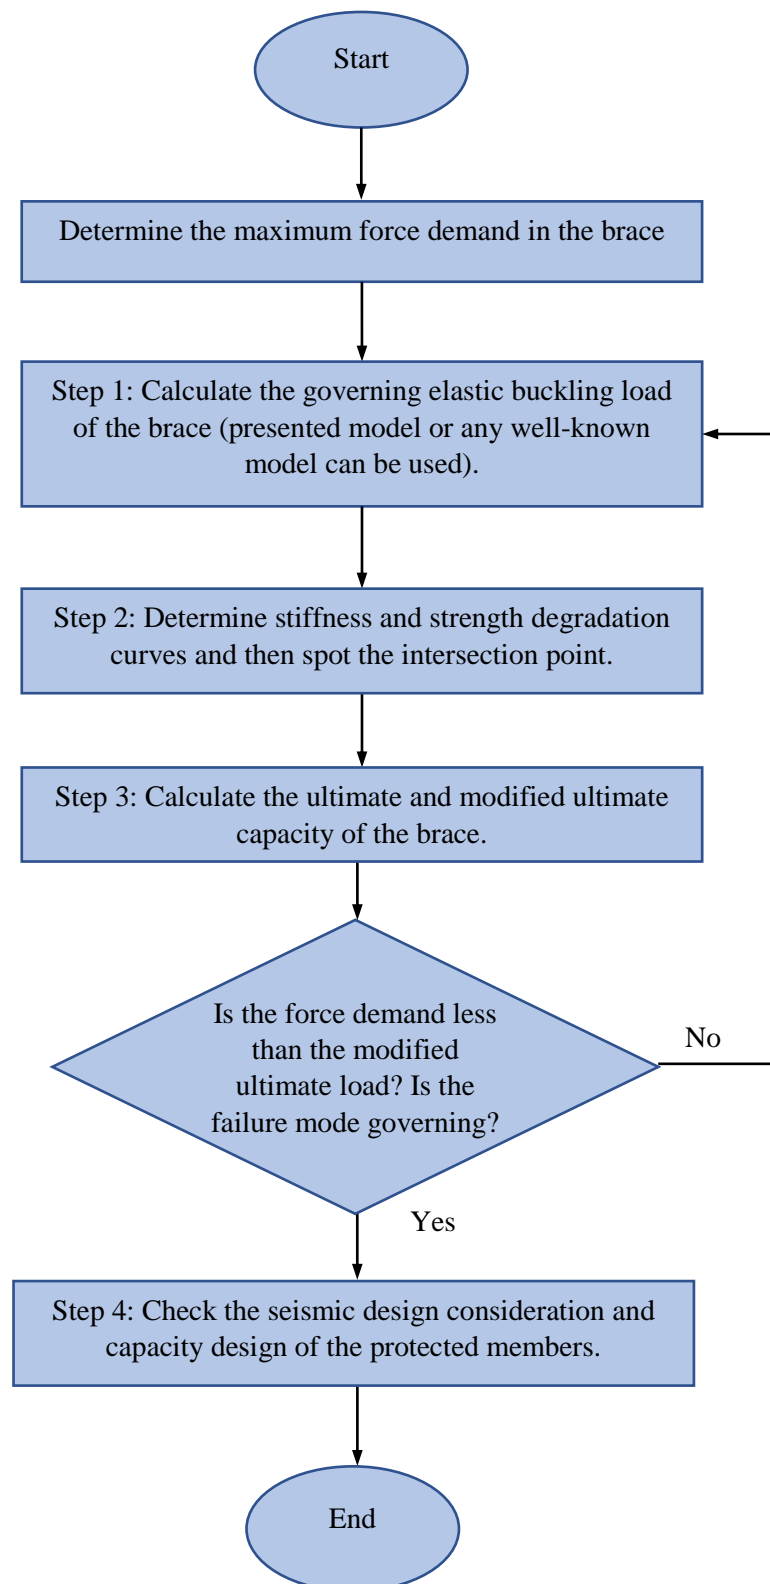 Start
Determine the maximum force demand in the brace
Step 1: Calculate the governing elastic buckling load
of the brace (presented model or any well-known
model can be used).
Step 2: Determine stiffness and strength degradation
curves and then spot the intersection point.
Step 3: Calculate the ultimate and modified ultimate
capacity of the brace.
Is the force demand less
than the modified
ultimate load? Is the
failure mode governing?
No
Yes
Step 4: Check the seismic design consideration and
capacity design of the protected members.
End